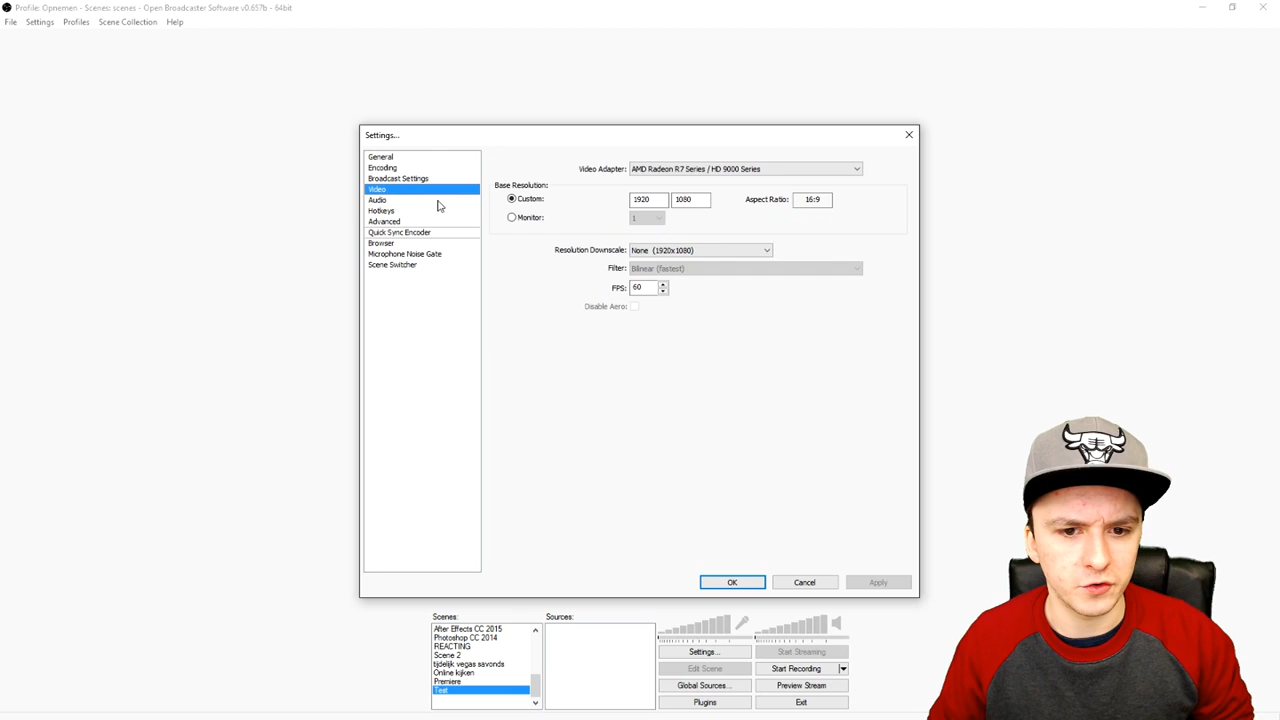 Profile: Opnemen - Scenes: scenes - Open Broadcaster Software v0.657b - 64bit
File Settings Profiles Scene Collection Help
Settings...
General
Encoding
Broadcast Settings
Video
Audio
Hotkeys
Advanced
Quick Sync Encoder
Browser
Microphone Noise Gate
Scene Switcher
Video Adapter: AMD Radeon R7 Series / HD 9000 Series
Base Resolution:
Custom: 1920 1080 Aspect Ratio: 16:9
Monitor: 1
Resolution Downscale: None (1920x1080)
Filter: Bilinear (fastest)
FPS: 60
Disable Aero:
OK Cancel Apply
Scenes: Sources:
After Effects CC 2015
Photoshop CC 2014
REACTING
Scene 2
tijdelijk vegas savonds
Online kijken
Premiere
Test
Settings... Start Streaming
Edit Scene Start Recording
Global Sources... Preview Stream
Plugins Exit